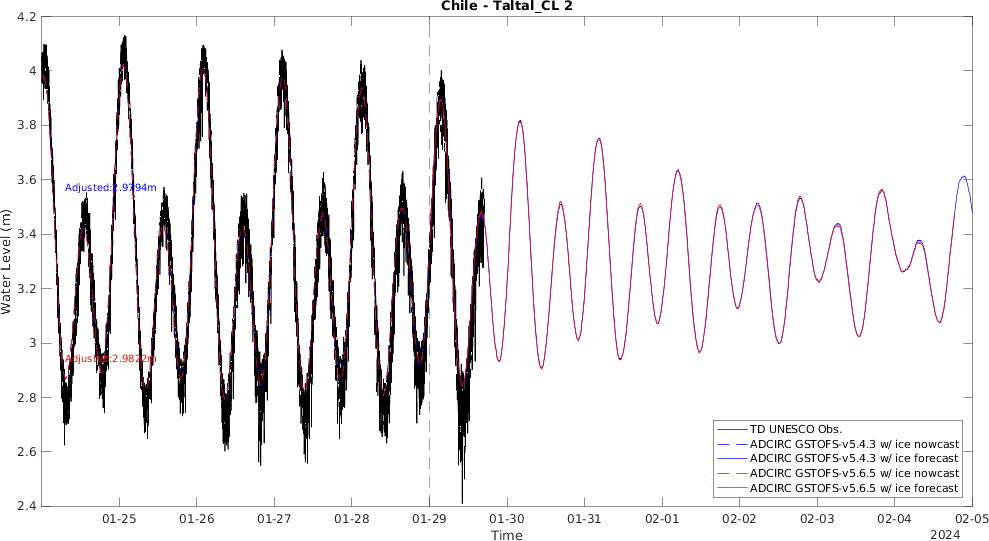 Chile - Taltal_CL 2
4.2
4
3.8
3.6
3.4
3.2
3
2.8
2.6
2.4
Water Level (m)
Adjusted:2.9794m
Adjusted:2.9822m
TD UNESCO Obs.
ADCIRC GSTOFS-v5.4.3 w/ ice nowcast
ADCIRC GSTOFS-v5.4.3 w/ ice forecast
ADCIRC GSTOFS-v5.6.5 w/ ice nowcast
ADCIRC GSTOFS-v5.6.5 w/ ice forecast
01-25 01-26 01-27 01-28 01-29 01-30 01-31 02-01 02-02 02-03 02-04 02-05
Time
2024